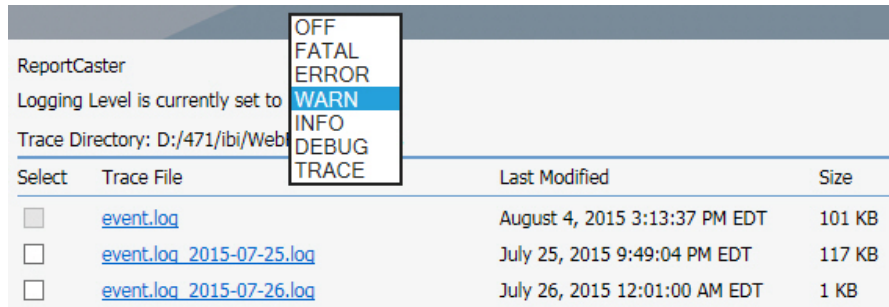 OFF
FATAL
ERROR
WARN
INFO
DEBUG
TRACE
ReportCaster
Logging Level is currently set to
Trace Directory: D:/471/ibi/Web
Select Trace File Last Modified Size
event.log August 4, 2015 3:13:37 PM EDT 101 KB
event.log_2015-07-25.log July 25, 2015 9:49:04 PM EDT 117 KB
event.log_2015-07-26.log July 26, 2015 12:01:00 AM EDT 1 KB